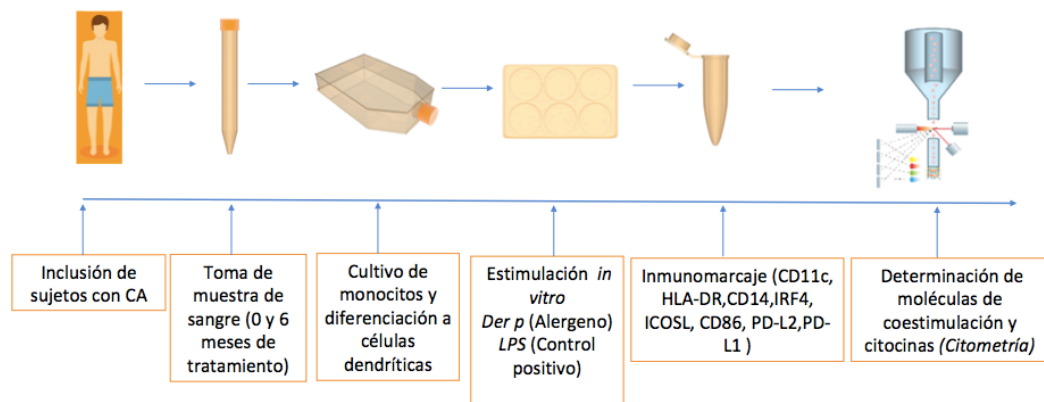 Inclusión de
sujetos con CA
Toma de
muestra de
sangre (0 y 6
meses de
tratamiento)
Cultivo de
monocitos y
diferenciación a
células
dendríticas
Estimulación in
vitro
Der p (Alergeno)
LPS (Control
positivo)
Inmunomarcaje (CD11c,
HLA-DR,CD14,IRF4,
ICOSL, CD86, PD-L2,PD-
L1 )
Determinación de
moléculas de
coestimulación y
citocinas (Citometría)